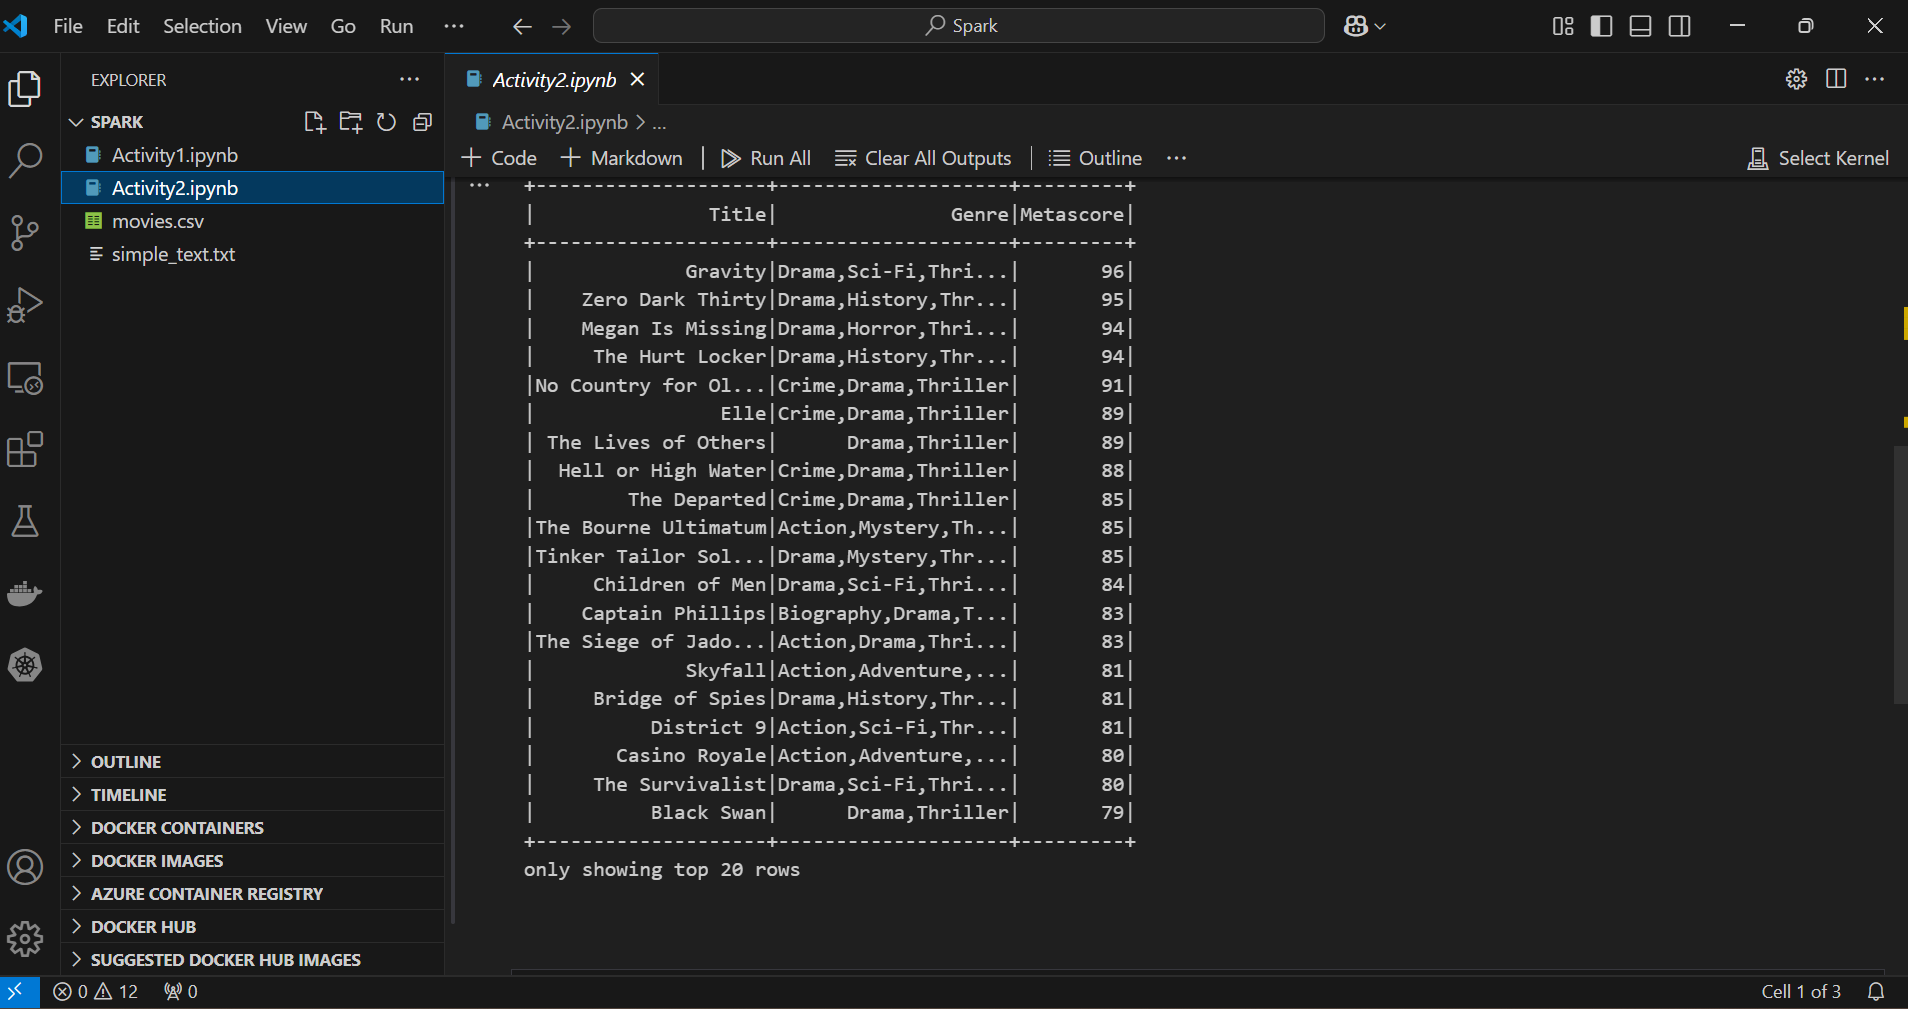 File Edit Selection View Go Run ··· Spark
EXPLORER ···
Activity2.ipynb
SPARK
Activity2.ipynb > ...
Activity1.ipynb
Activity2.ipynb
movies.csv
simple_text.txt
+ Code + Markdown | Run All Clear All Outputs | Outline ··· Select Kernel
··· +--------------------+--------------------+---------+
|               Title|               Genre|Metascore|
+--------------------+--------------------+---------+
|             Gravity|Drama,Sci-Fi,Thri...|       96|
|    Zero Dark Thirty|Drama,History,Thr...|       95|
|    Megan Is Missing|Drama,Horror,Thri...|       94|
|     The Hurt Locker|Drama,History,Thr...|       94|
|No Country for Ol...|Crime,Drama,Thriller|       91|
|                Elle|Crime,Drama,Thriller|       89|
| The Lives of Others|      Drama,Thriller|       89|
|  Hell or High Water|Crime,Drama,Thriller|       88|
|        The Departed|Crime,Drama,Thriller|       85|
|The Bourne Ultimatum|Action,Mystery,Th...|       85|
|Tinker Tailor Sol...|Drama,Mystery,Thr...|       85|
|     Children of Men|Drama,Sci-Fi,Thri...|       84|
|    Captain Phillips|Biography,Drama,T...|       83|
|The Siege of Jado...|Action,Drama,Thri...|       83|
|             Skyfall|Action,Adventure,...|       81|
|     Bridge of Spies|Drama,History,Thr...|       81|
|          District 9|Action,Sci-Fi,Thr...|       81|
|       Casino Royale|Action,Adventure,...|       80|
|     The Survivalist|Drama,Sci-Fi,Thri...|       80|
|          Black Swan|      Drama,Thriller|       79|
+--------------------+--------------------+---------+
only showing top 20 rows
OUTLINE
TIMELINE
DOCKER CONTAINERS
DOCKER IMAGES
AZURE CONTAINER REGISTRY
DOCKER HUB
SUGGESTED DOCKER HUB IMAGES
0 12 0 Cell 1 of 3